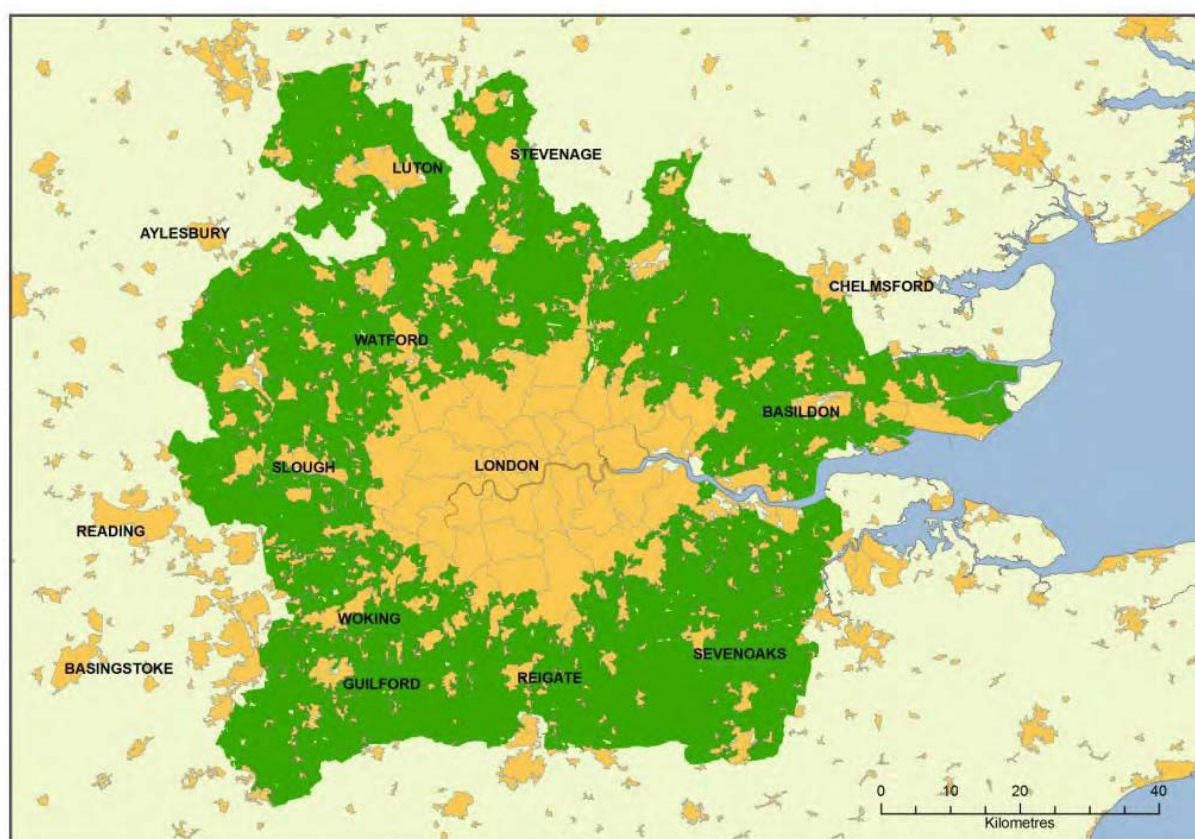 LUTON
STEVENAGE
AYLESBURY
CHELMSFORD
WATFORD
BASILDON
SLOUGH
LONDON
READING
WOKING
SEVENOAKS
BASINGSTOKE
GUILFORD
REIGATE
0 10 20 40
Kilometres